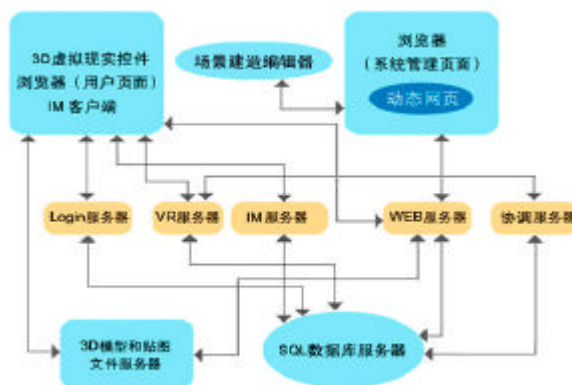 3D虚拟现实控件
浏览器（用户页面）
IM 客户端
场景建造编辑器
浏览器
（系统管理页面）
动态网页
Login服务器
VR服务器
IM 服务器
WEB服务器
协调服务器
3D模型和贴图
文件服务器
SQL数据库服务器